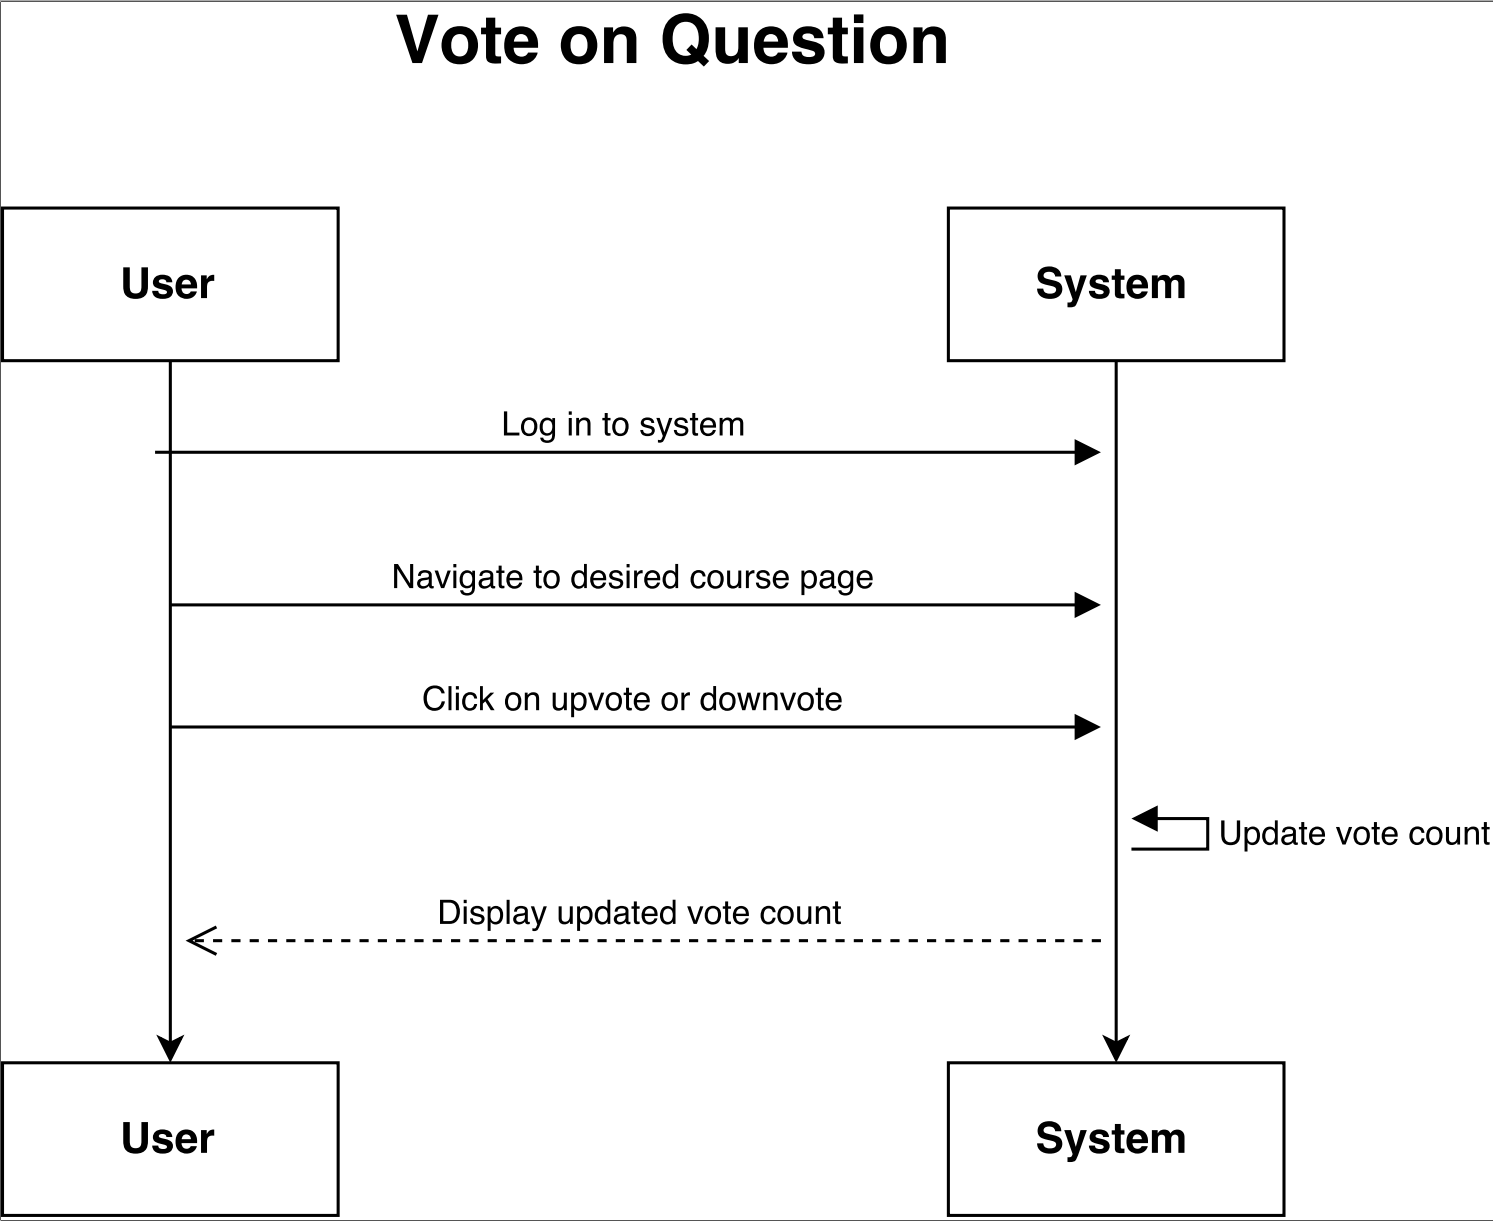 Vote on Question
User
System
Log in to system
Navigate to desired course page
Click on upvote or downvote
Update vote count
Display updated vote count
User
System